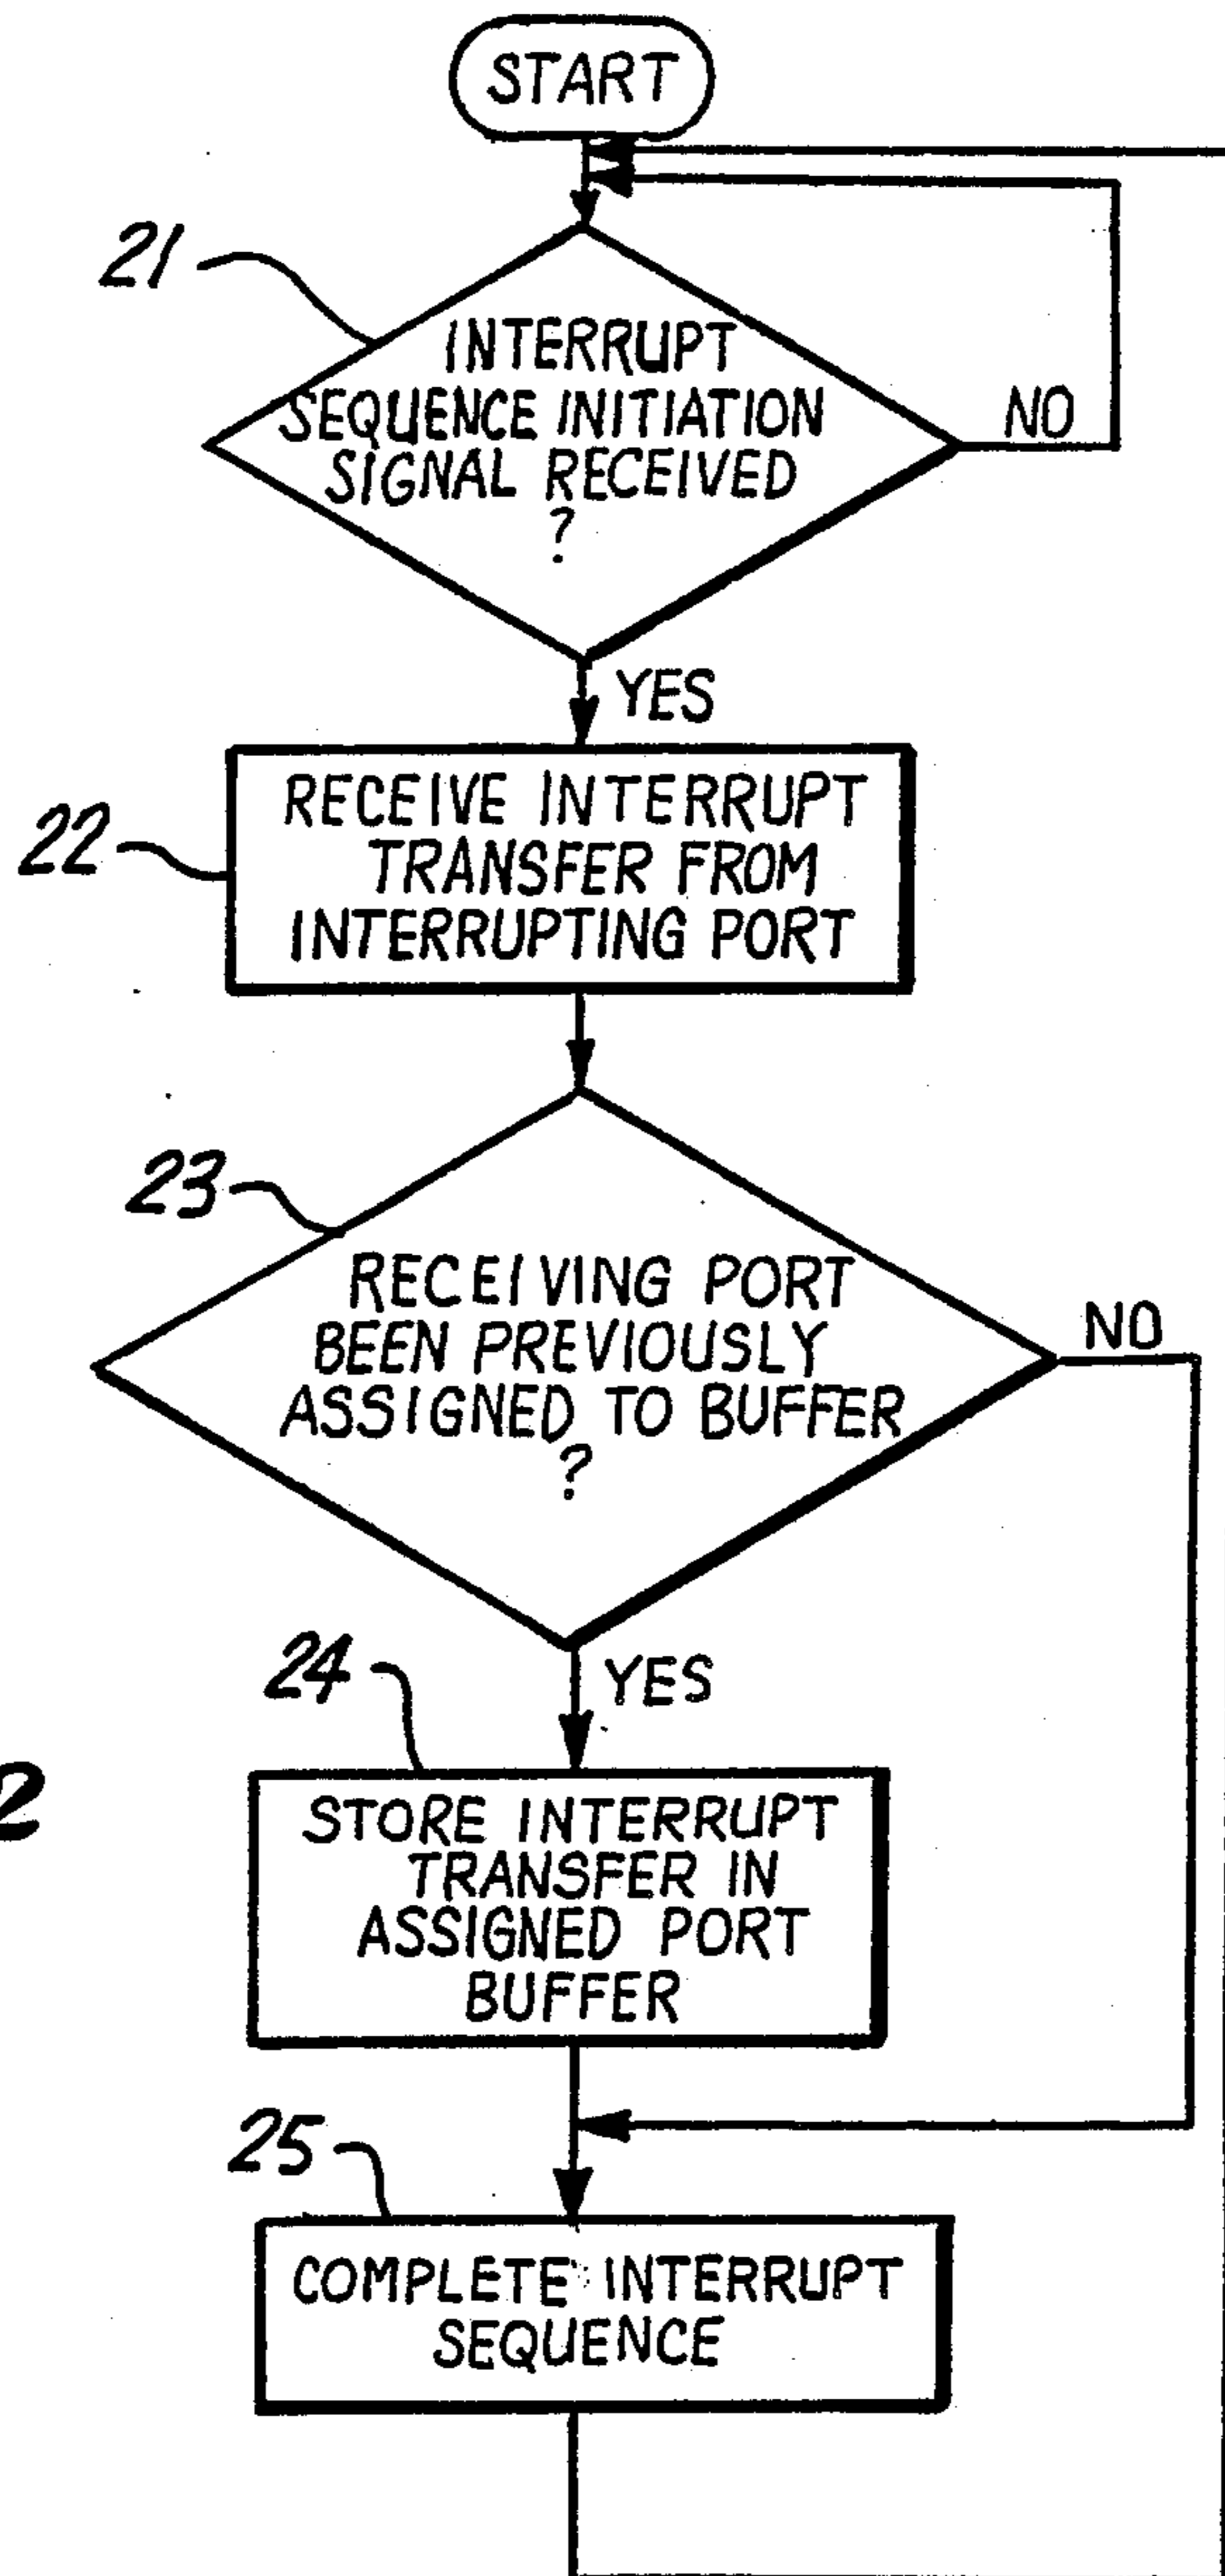 START
21
INTERRUPT
SEQUENCE INITIATION
SIGNAL RECEIVED
?
NO
YES
22
RECEIVE INTERRUPT
TRANSFER FROM
INTERRUPTING PORT
23
RECEIVING PORT
BEEN PREVIOUSLY
ASSIGNED TO BUFFER
?
NO
YES
24
2
STORE INTERRUPT
TRANSFER IN
ASSIGNED PORT
BUFFER
25
COMPLETE INTERRUPT
SEQUENCE